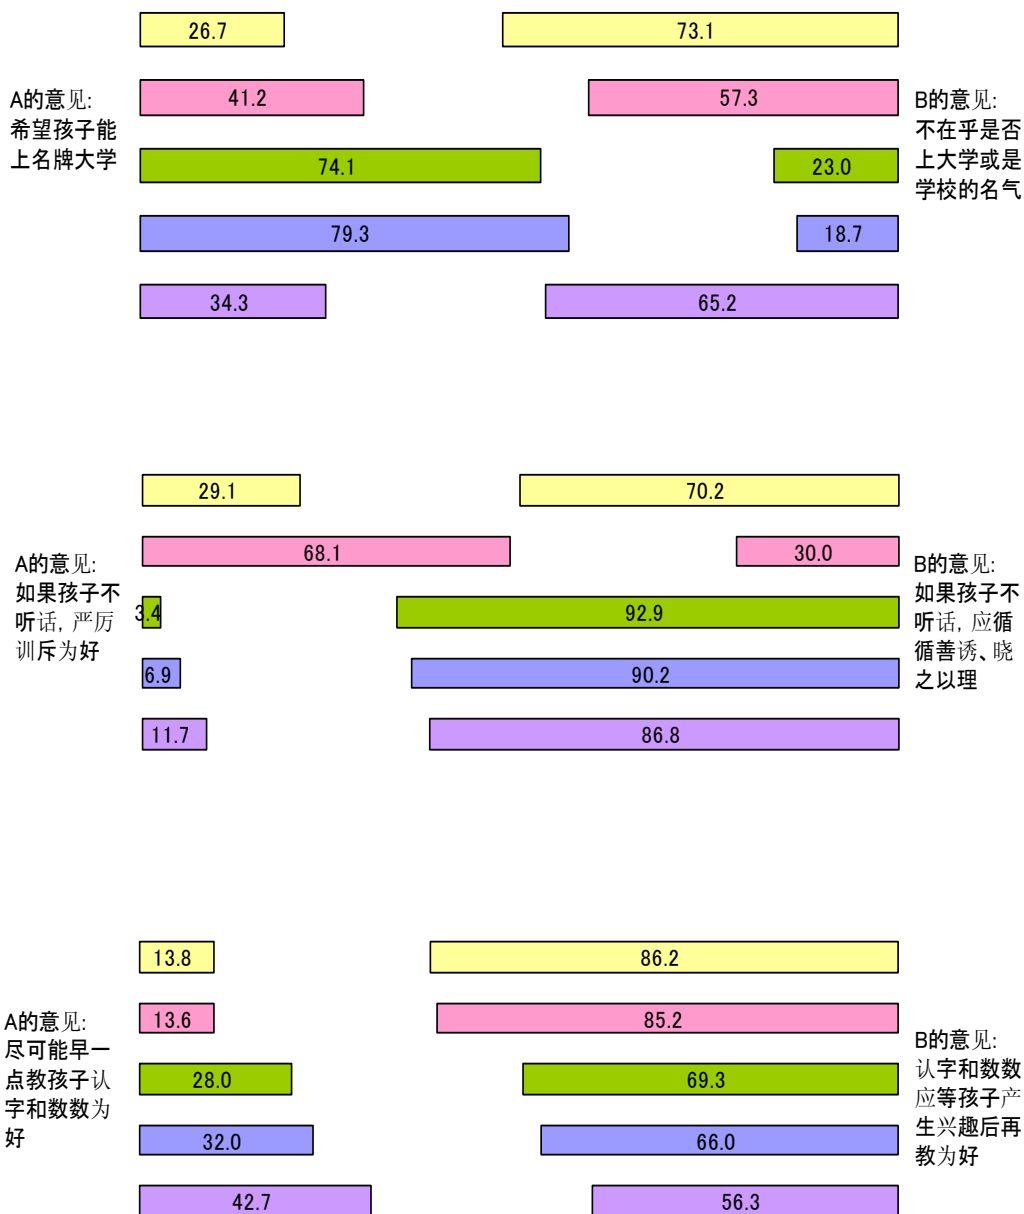 26.7 73.1
A的意见:
希望孩子能
上名牌大学
41.2 57.3
74.1 23.0
79.3 18.7
34.3 65.2
B的意见:
不在乎是否
上大学或是
学校的名气
29.1 70.2
68.1 30.0
A的意见:
如果孩子不
听话, 严厉
训斥为好
3.4 92.9
6.9 90.2
11.7 86.8
B的意见:
如果孩子不
听话, 应循
循善诱、晓
之以理
13.8 86.2
13.6 85.2
A的意见:
尽可能早一
点教孩子认
字和数数为
好
28.0 69.3
32.0 66.0
42.7 56.3
B的意见:
认字和数数
应等孩子产
生兴趣后再
教为好